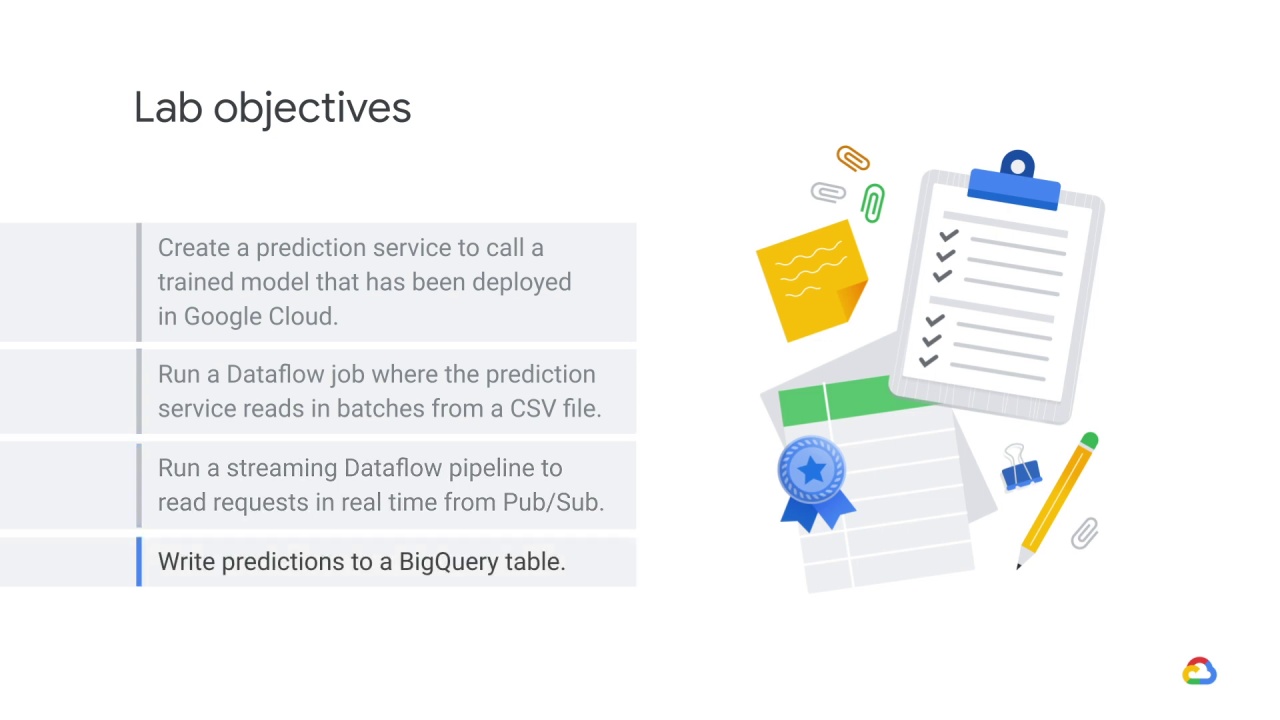 Lab objectives
Create a prediction service to call a
trained model that has been deployed
in Google Cloud.
Run a Dataflow job where the prediction
service reads in batches from a CSV file.
Run a streaming Dataflow pipeline to
read requests in real time from Pub/Sub.
Write predictions to a BigQuery table.